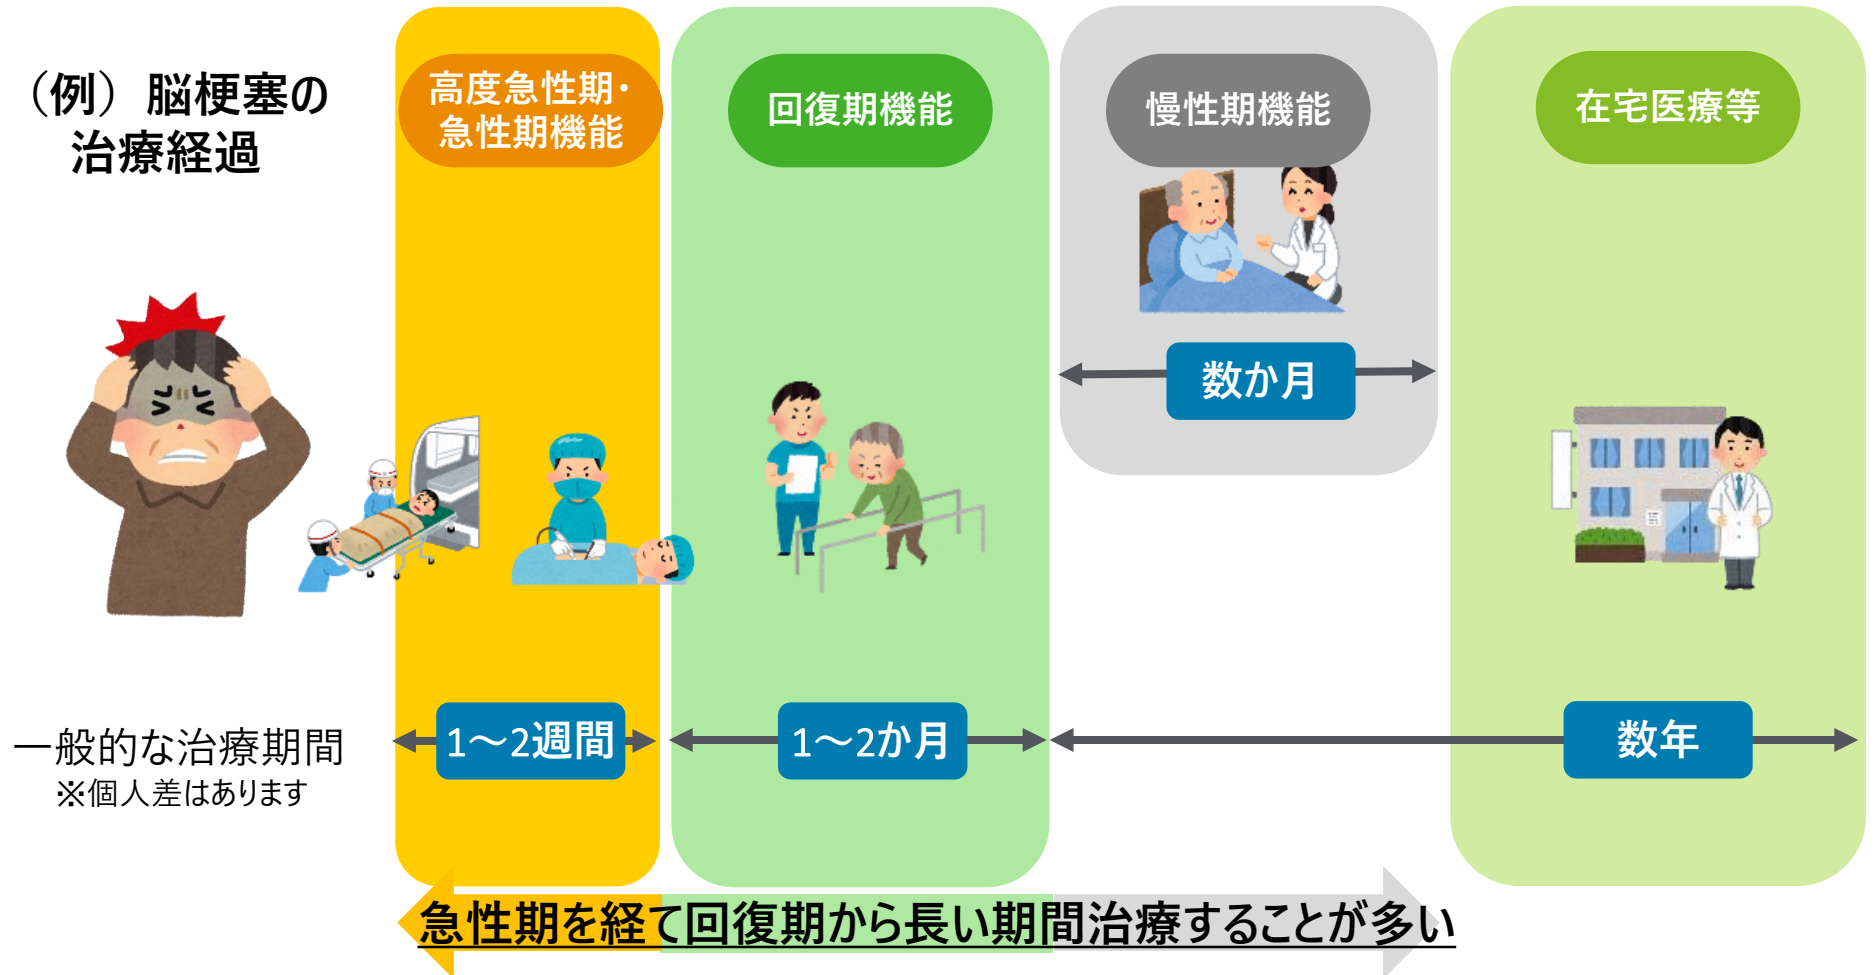 （例）脳梗塞の
治療経過
高度急性期・
急性期機能
回復期機能
慢性期機能
在宅医療等
数か月
一般的な治療期間
※個人差はあります
1～2週間
1～2か月
数年
急性期を経て回復期から長い期間治療することが多い